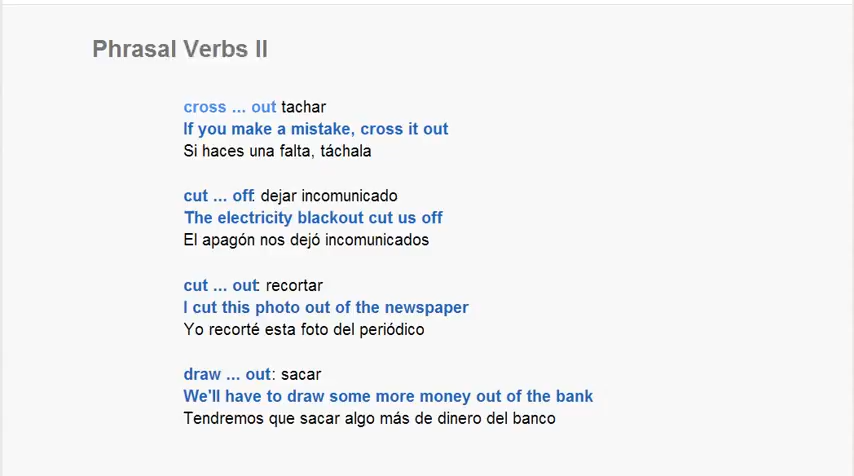 Phrasal Verbs II
cross ... out tachar
If you make a mistake, cross it out
Si haces una falta, táchala
cut ... off: dejar incomunicado
The electricity blackout cut us off
El apagón nos dejó incomunicados
cut ... out: recortar
I cut this photo out of the newspaper
Yo recorté esta foto del periódico
draw ... out: sacar
We'll have to draw some more money out of the bank
Tendremos que sacar algo más de dinero del banco